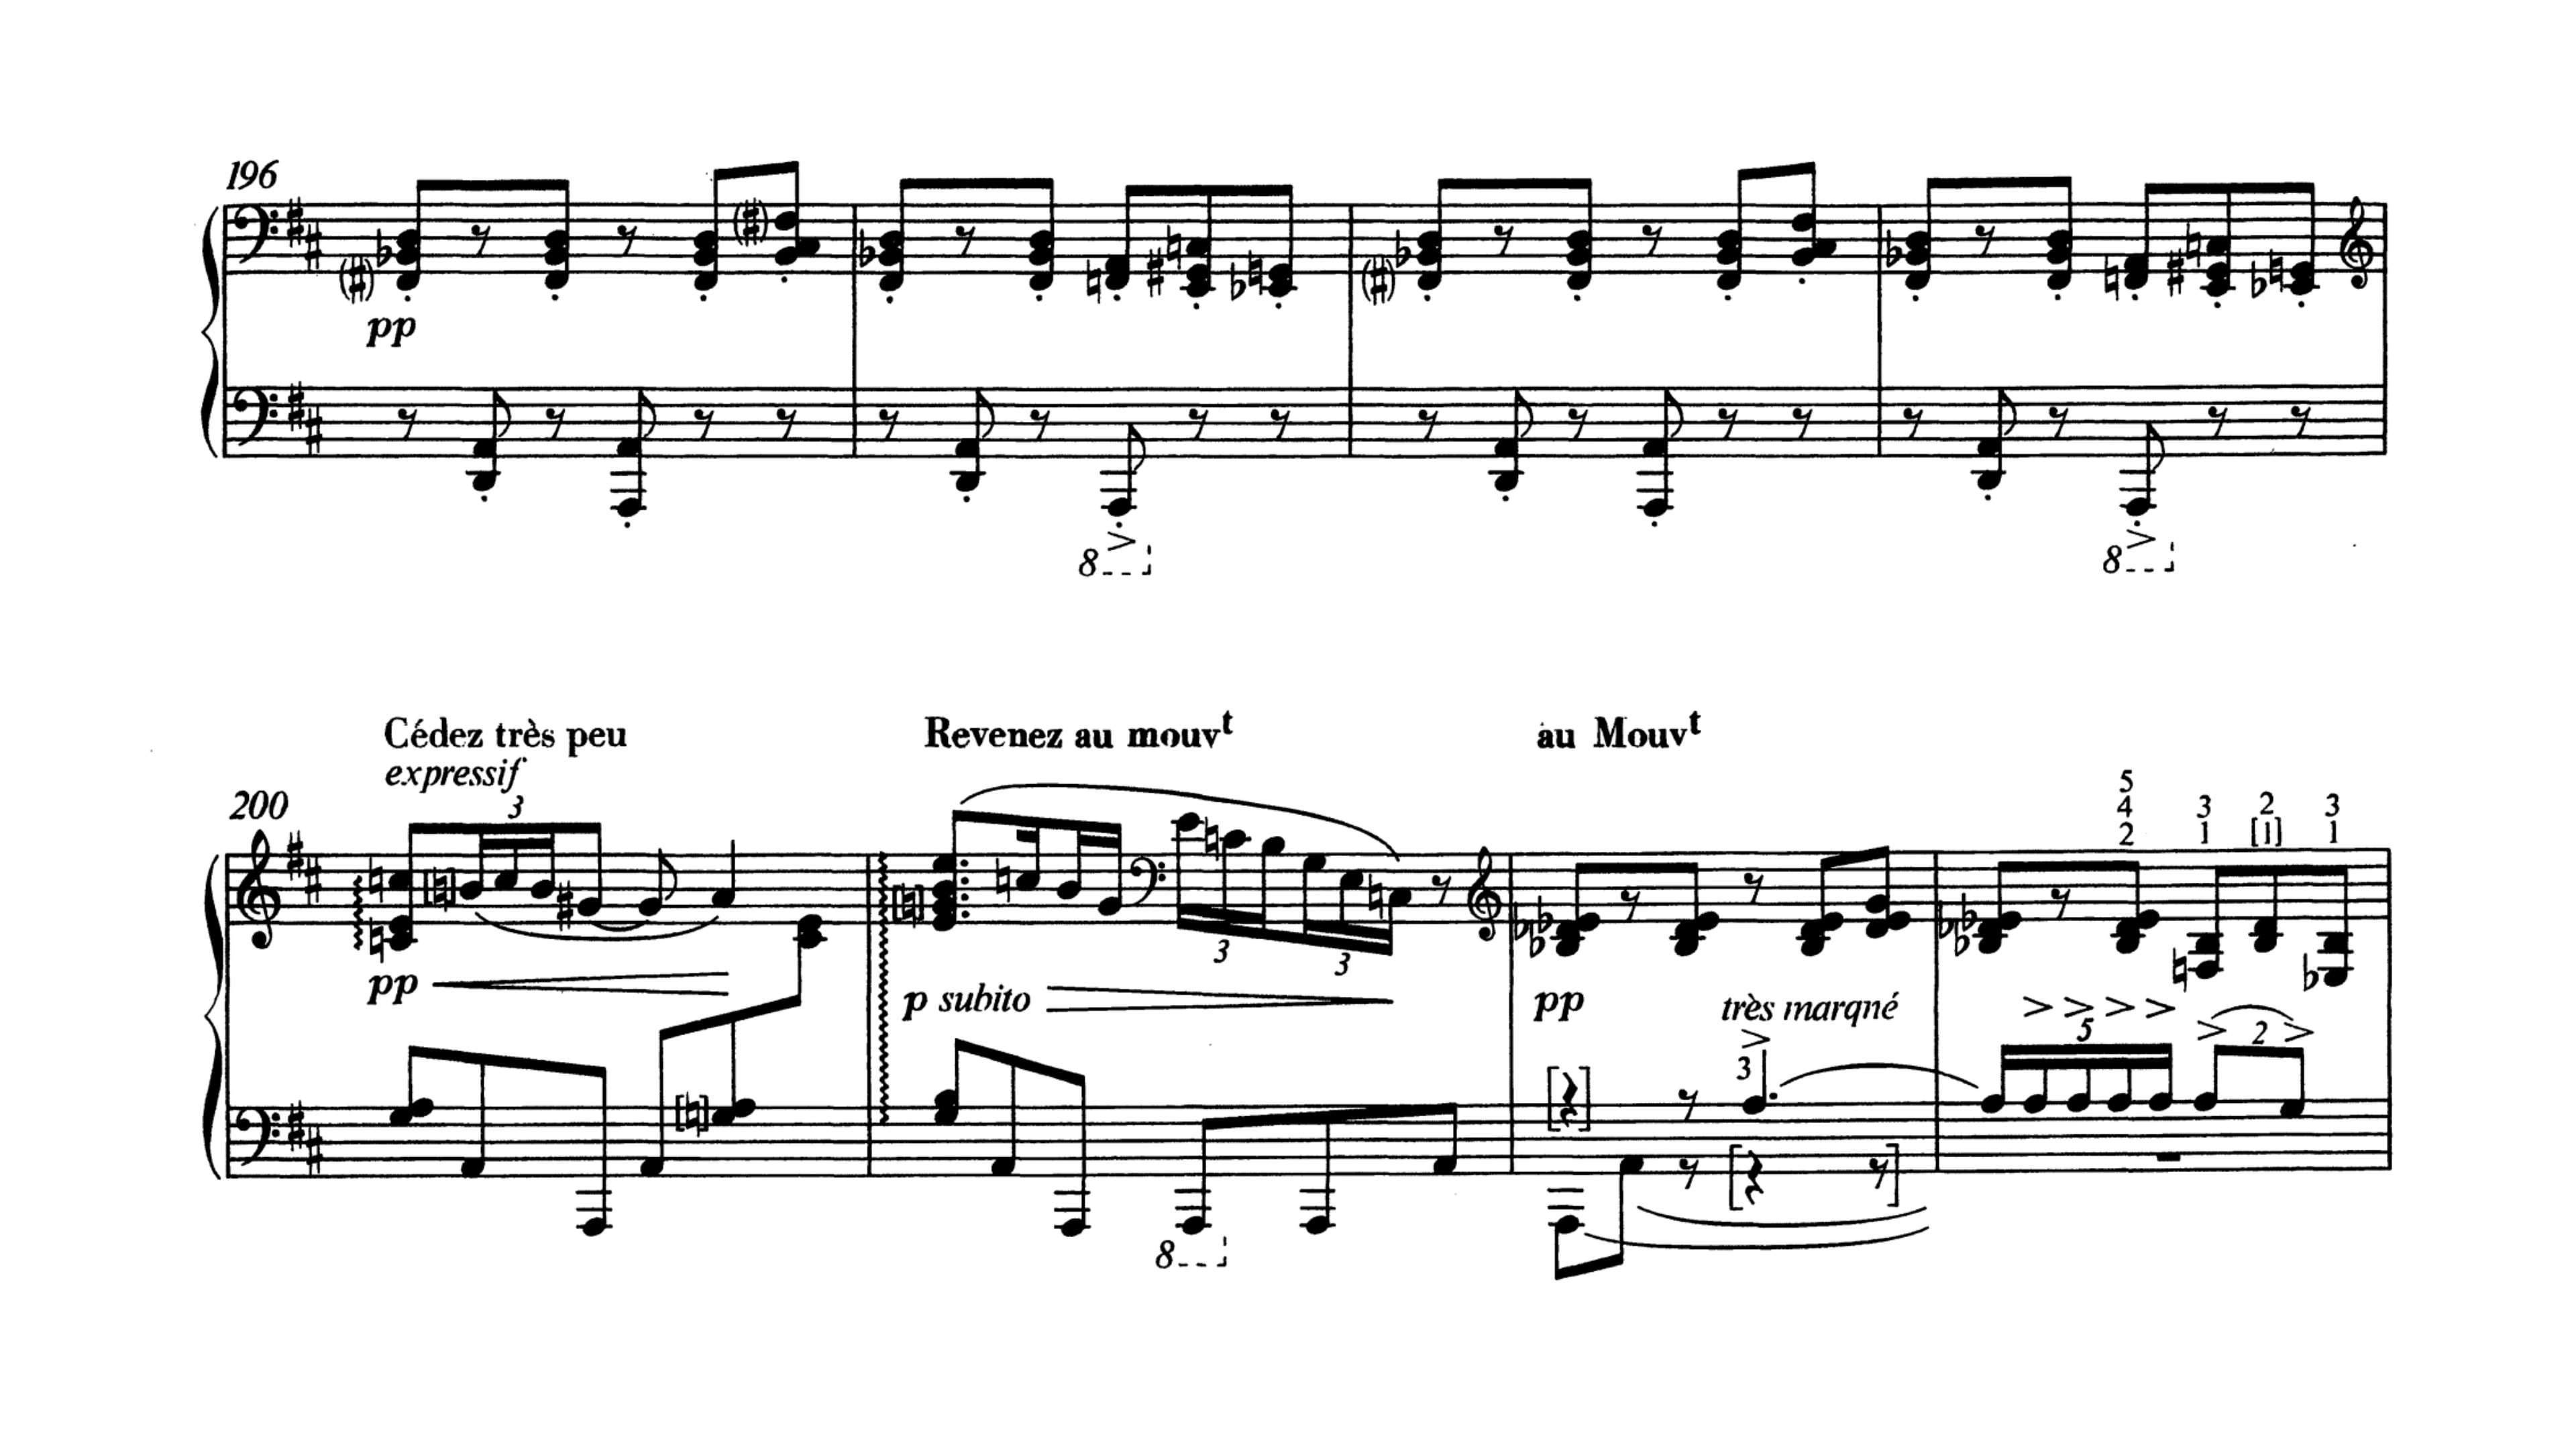 196
pp
8
8
Cédez très peu
Revenez au mouvt
au Mouvt
expressif
200
3
5
4
2
3
1
2
[1]
3
1
3
3
pp
p subito
pp
très marqué
3
5
2
8